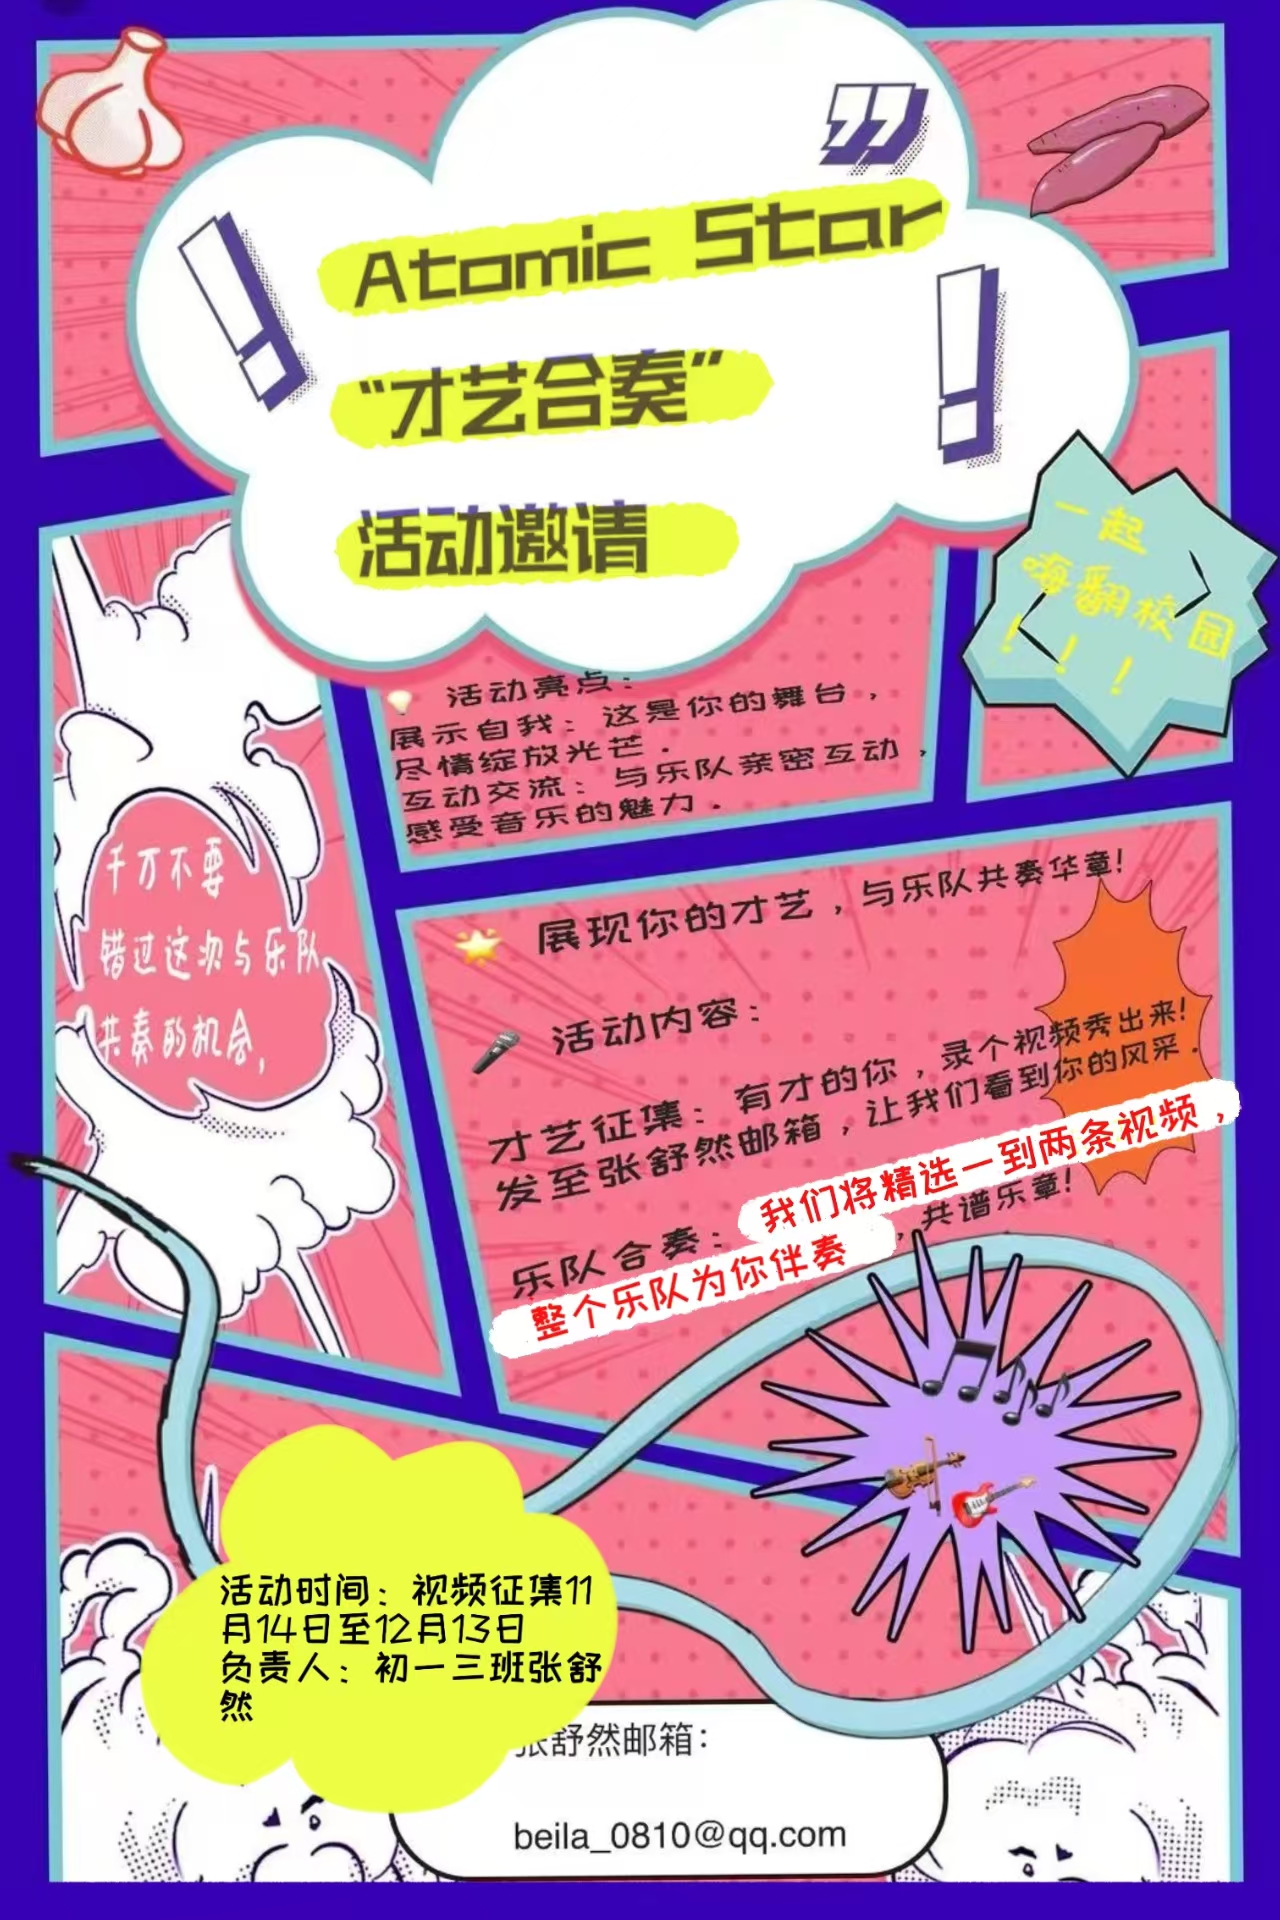 Atomic Star
“才艺合奏”
活动邀请
一起
嗨翻校园
！！！
活动亮点：
展示自我：这是你的舞台，
尽情绽放光芒．
互动交流：与乐队亲密互动，
感受音乐的魅力．
千万不要
错过这次与乐队
共奏的机会,
展现你的才艺，与乐队共奏华章！
活动内容：
才艺征集：有才的你，录个视频秀出来！
发至张舒然邮箱，让我们看到你的风采．
乐队合奏：我们将精选一到两条视频，
整个乐队为你伴奏，共谱乐章！
活动时间：视频征集11
月14日至12月13日
负责人：初一三班张舒
然
张舒然邮箱：
beila_0810@qq.com